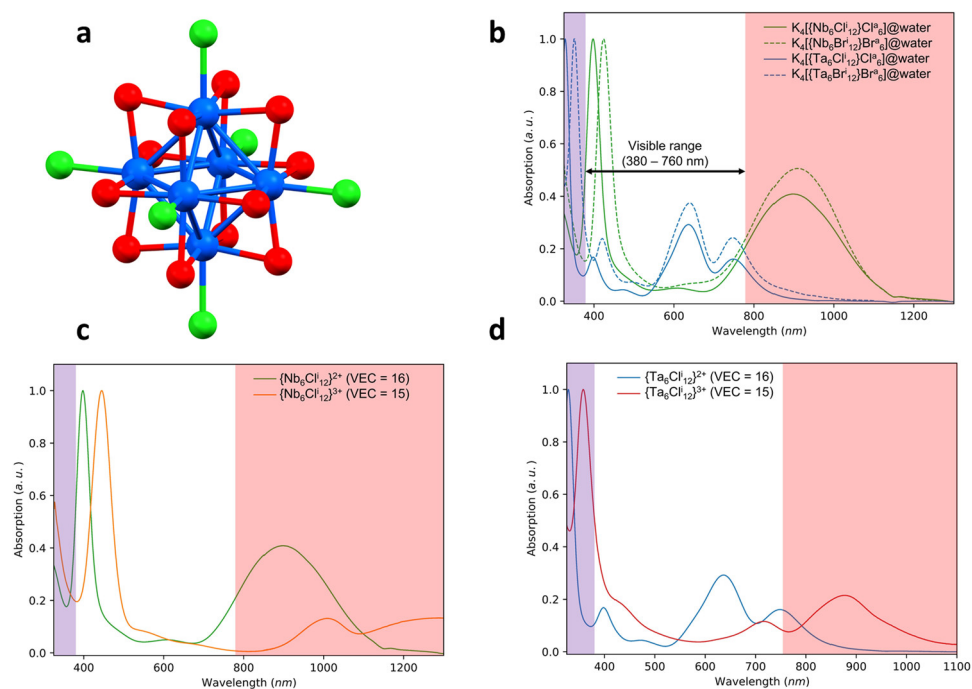 a
b
K₄[{Nb₆Clⁱ₁₂}Clᵃ₆]@water
K₄[{Nb₆Brⁱ₁₂}Brᵃ₆]@water
K₄[{Ta₆Clⁱ₁₂}Clᵃ₆]@water
K₄[{Ta₆Brⁱ₁₂}Brᵃ₆]@water
Visible range
(380 – 760 nm)
Absorption (a. u.)
1.0
0.8
0.6
0.4
0.2
0.0
400 600 800 1000 1200
Wavelength (nm)
c
{Nb₆Clⁱ₁₂}²⁺ (VEC = 16)
{Nb₆Clⁱ₁₂}³⁺ (VEC = 15)
Absorption (a. u.)
1.0
0.8
0.6
0.4
0.2
0.0
400 600 800 1000 1200
Wavelength (nm)
d
{Ta₆Clⁱ₁₂}²⁺ (VEC = 16)
{Ta₆Clⁱ₁₂}³⁺ (VEC = 15)
Absorption (a. u.)
1.0
0.8
0.6
0.4
0.2
0.0
400 500 600 700 800 900 1000 1100
Wavelength (nm)